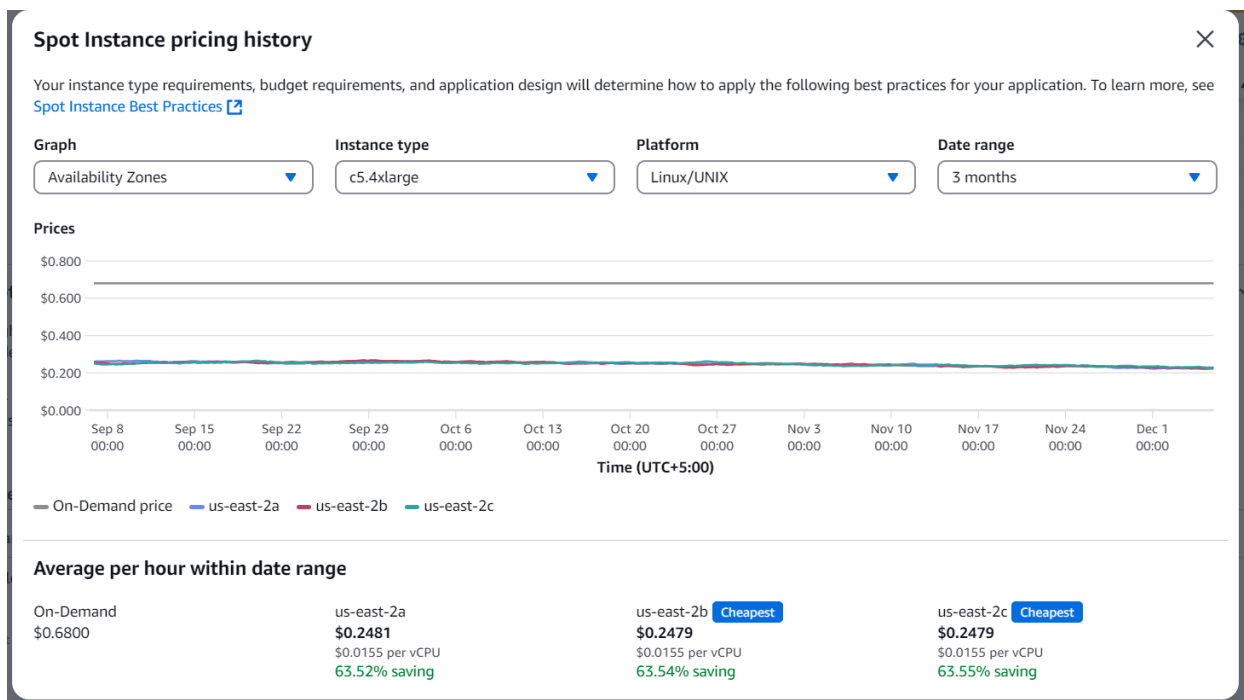 Spot Instance pricing history
Your instance type requirements, budget requirements, and application design will determine how to apply the following best practices for your application. To learn more, see
Spot Instance Best Practices
Graph
Instance type
Platform
Date range
Availability Zones
c5.4xlarge
Linux/UNIX
3 months
Prices
$0.800
$0.600
$0.400
$0.200
$0.000
Sep 8 Sep 15 Sep 22 Sep 29 Oct 6 Oct 13 Oct 20 Oct 27 Nov 3 Nov 10 Nov 17 Nov 24 Dec 1
00:00 00:00 00:00 00:00 00:00 00:00 00:00 00:00 00:00 00:00 00:00 00:00 00:00
Time (UTC+5:00)
On-Demand price us-east-2a us-east-2b us-east-2c
Average per hour within date range
On-Demand
$0.6800
us-east-2a
$0.2481
$0.0155 per vCPU
63.52% saving
us-east-2b Cheapest
$0.2479
$0.0155 per vCPU
63.54% saving
us-east-2c Cheapest
$0.2479
$0.0155 per vCPU
63.55% saving